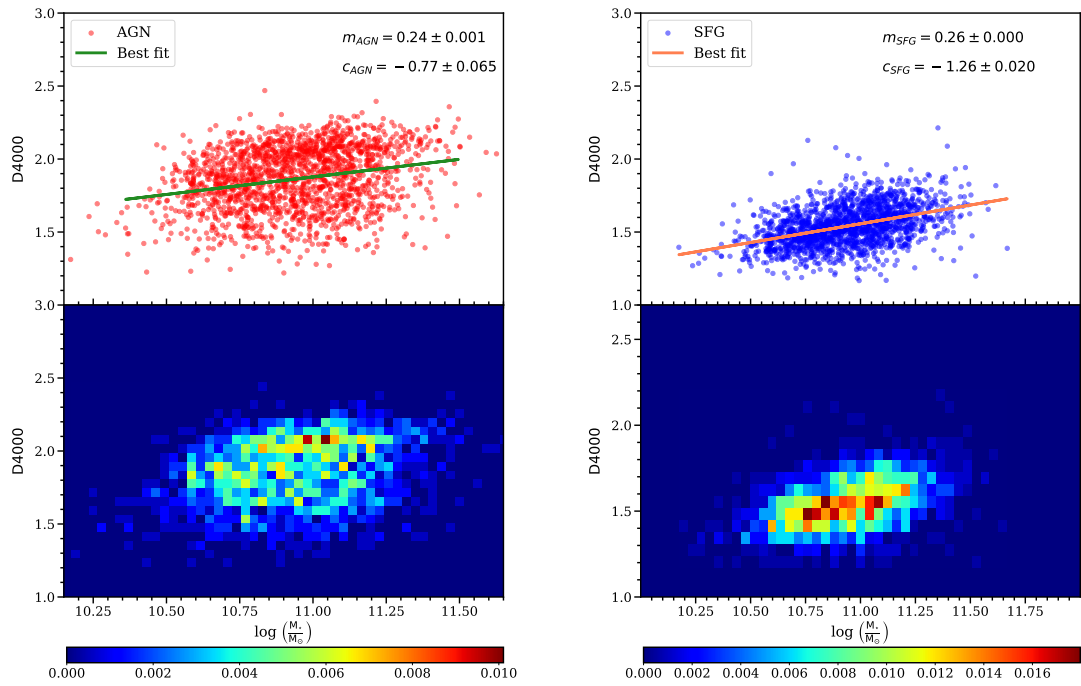 3.0
AGN
Best fit
m_AGN = 0.24 ± 0.001
c_AGN = −0.77 ± 0.065
2.5
2.0
1.5
D4000
3.0
2.5
2.0
1.5
1.0
D4000
10.25 10.50 10.75 11.00 11.25 11.50
log (M⋆/M⊙)
0.000 0.002 0.004 0.006 0.008 0.010
3.0
SFG
Best fit
m_SFG = 0.26 ± 0.000
c_SFG = −1.26 ± 0.020
2.5
2.0
1.5
1.0
D4000
2.5
2.0
1.5
1.0
D4000
10.25 10.50 10.75 11.00 11.25 11.50 11.75
log (M⋆/M⊙)
0.000 0.002 0.004 0.006 0.008 0.010 0.012 0.014 0.016